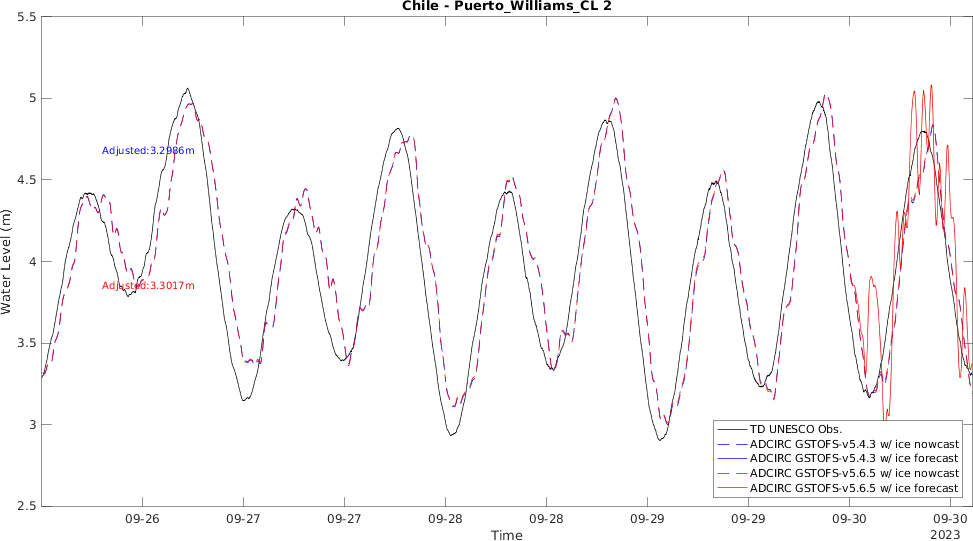 Chile - Puerto_Williams_CL 2
5.5
5
4.5
4
3.5
3
2.5
Water Level (m)
Adjusted:3.2986m
Adjusted:3.3017m
TD UNESCO Obs.
ADCIRC GSTOFS-v5.4.3 w/ ice nowcast
ADCIRC GSTOFS-v5.4.3 w/ ice forecast
ADCIRC GSTOFS-v5.6.5 w/ ice nowcast
ADCIRC GSTOFS-v5.6.5 w/ ice forecast
09-26 09-27 09-27 09-28 09-28 09-29 09-29 09-30 09-30
2023
Time